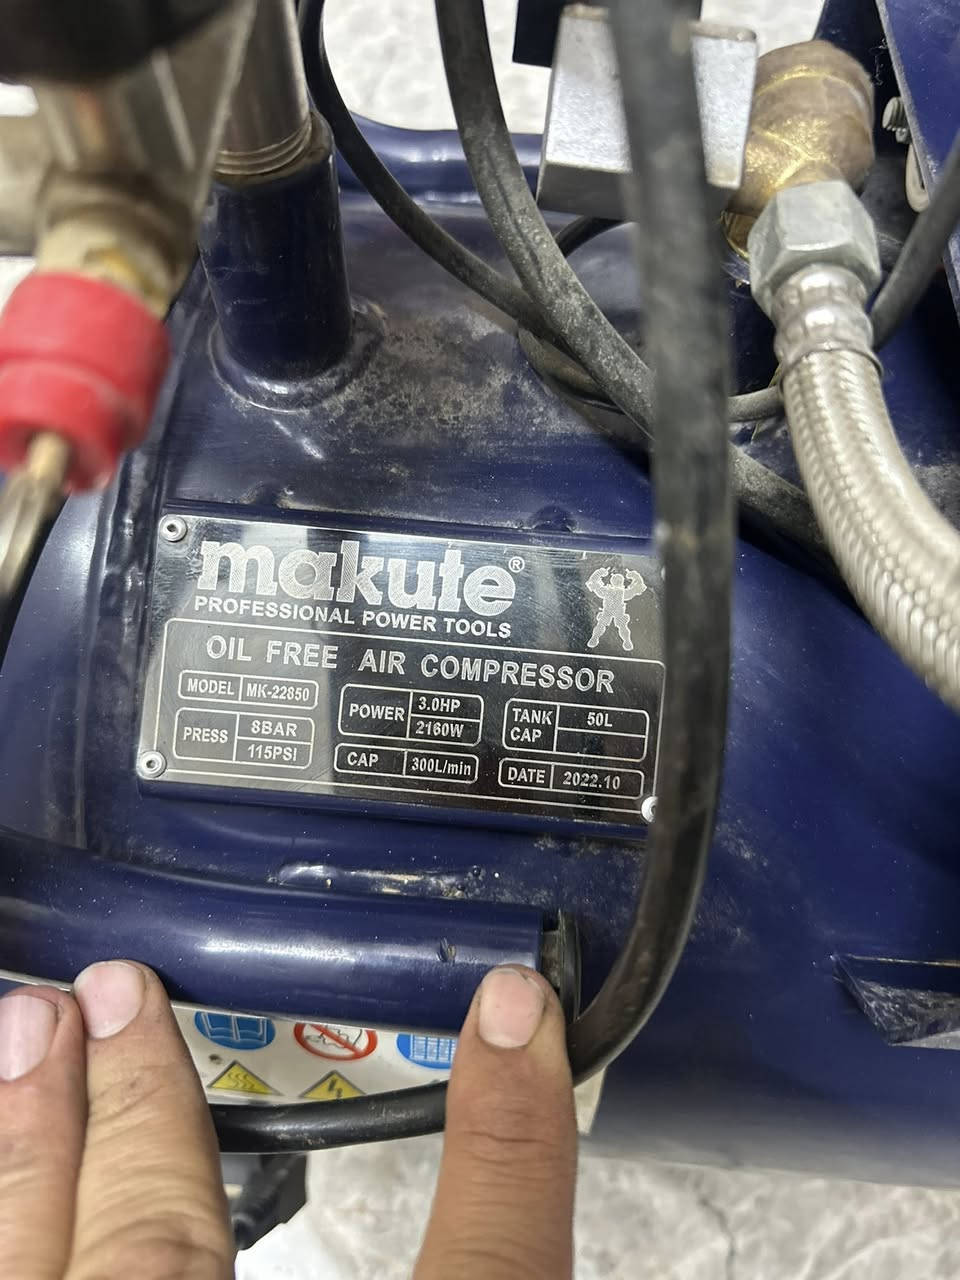 makute®
PROFESSIONAL POWER TOOLS
OIL FREE AIR COMPRESSOR
MODEL MK-22850
PRESS 8BAR 115PSI
POWER 3.0HP 2160W
CAP 300L/min
TANK CAP 50L
DATE 2022.10